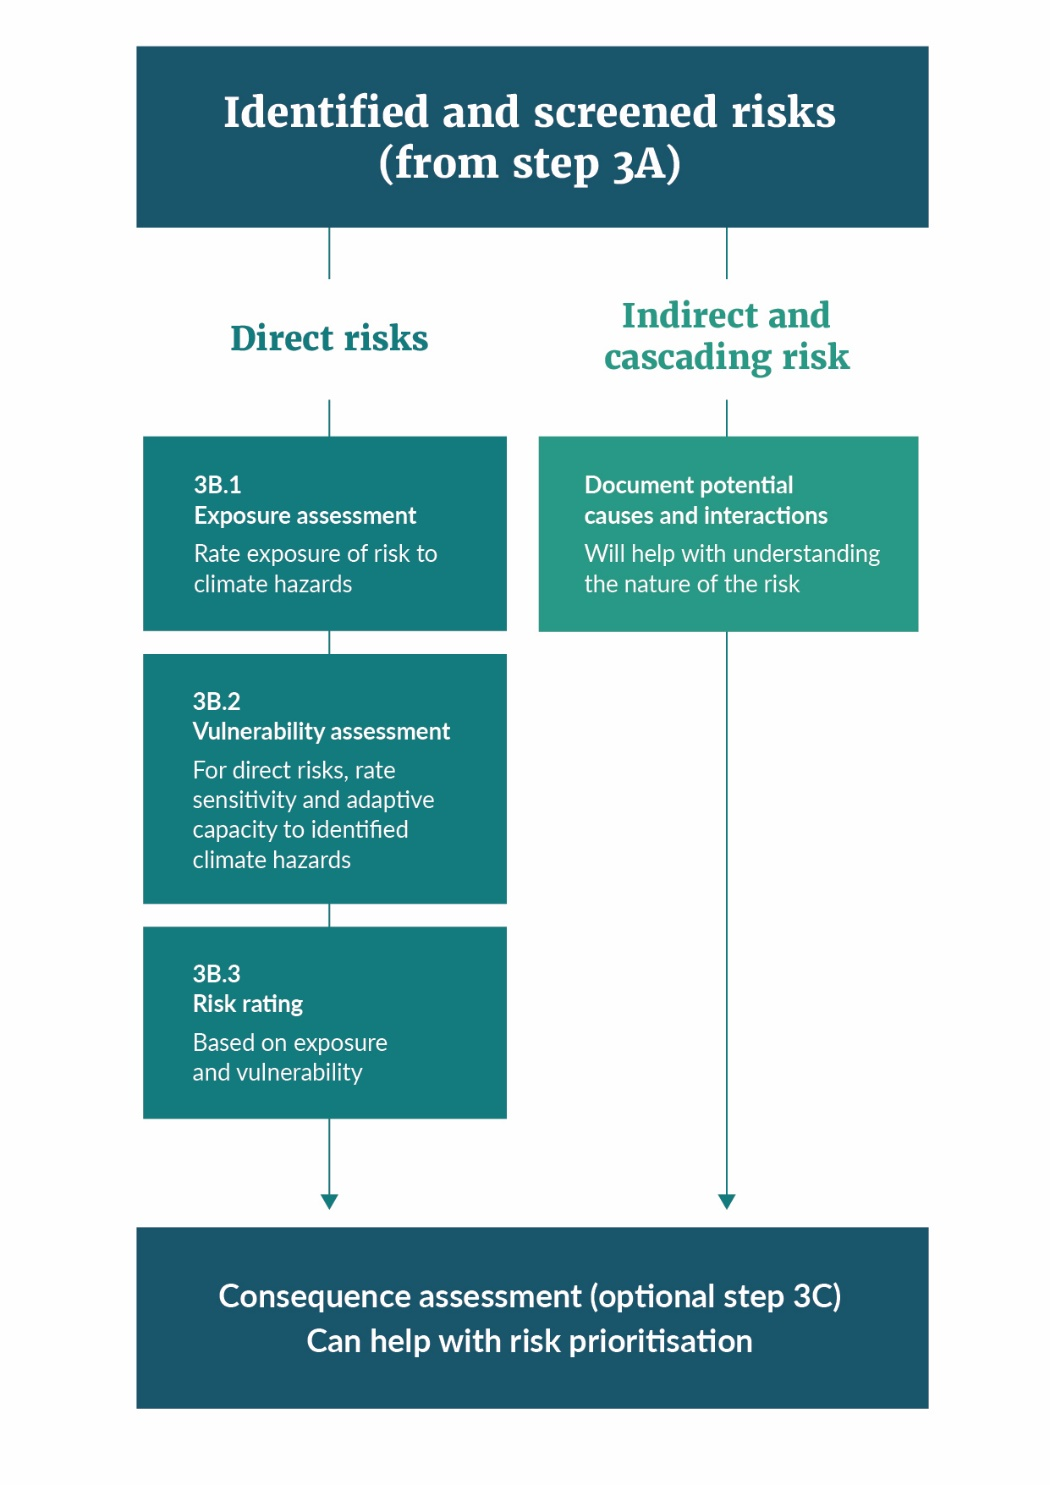 Identified and screened risks
(from step 3A)
Direct risks
3B.1
Exposure assessment
Rate exposure of risk to
climate hazards
3B.2
Vulnerability assessment
For direct risks, rate
sensitivity and adaptive
capacity to identified
climate hazards
3B.3
Risk rating
Based on exposure
and vulnerability
Indirect and
cascading risk
Document potential
causes and interactions
Will help with understanding
the nature of the risk
Consequence assessment (optional step 3C)
Can help with risk prioritisation